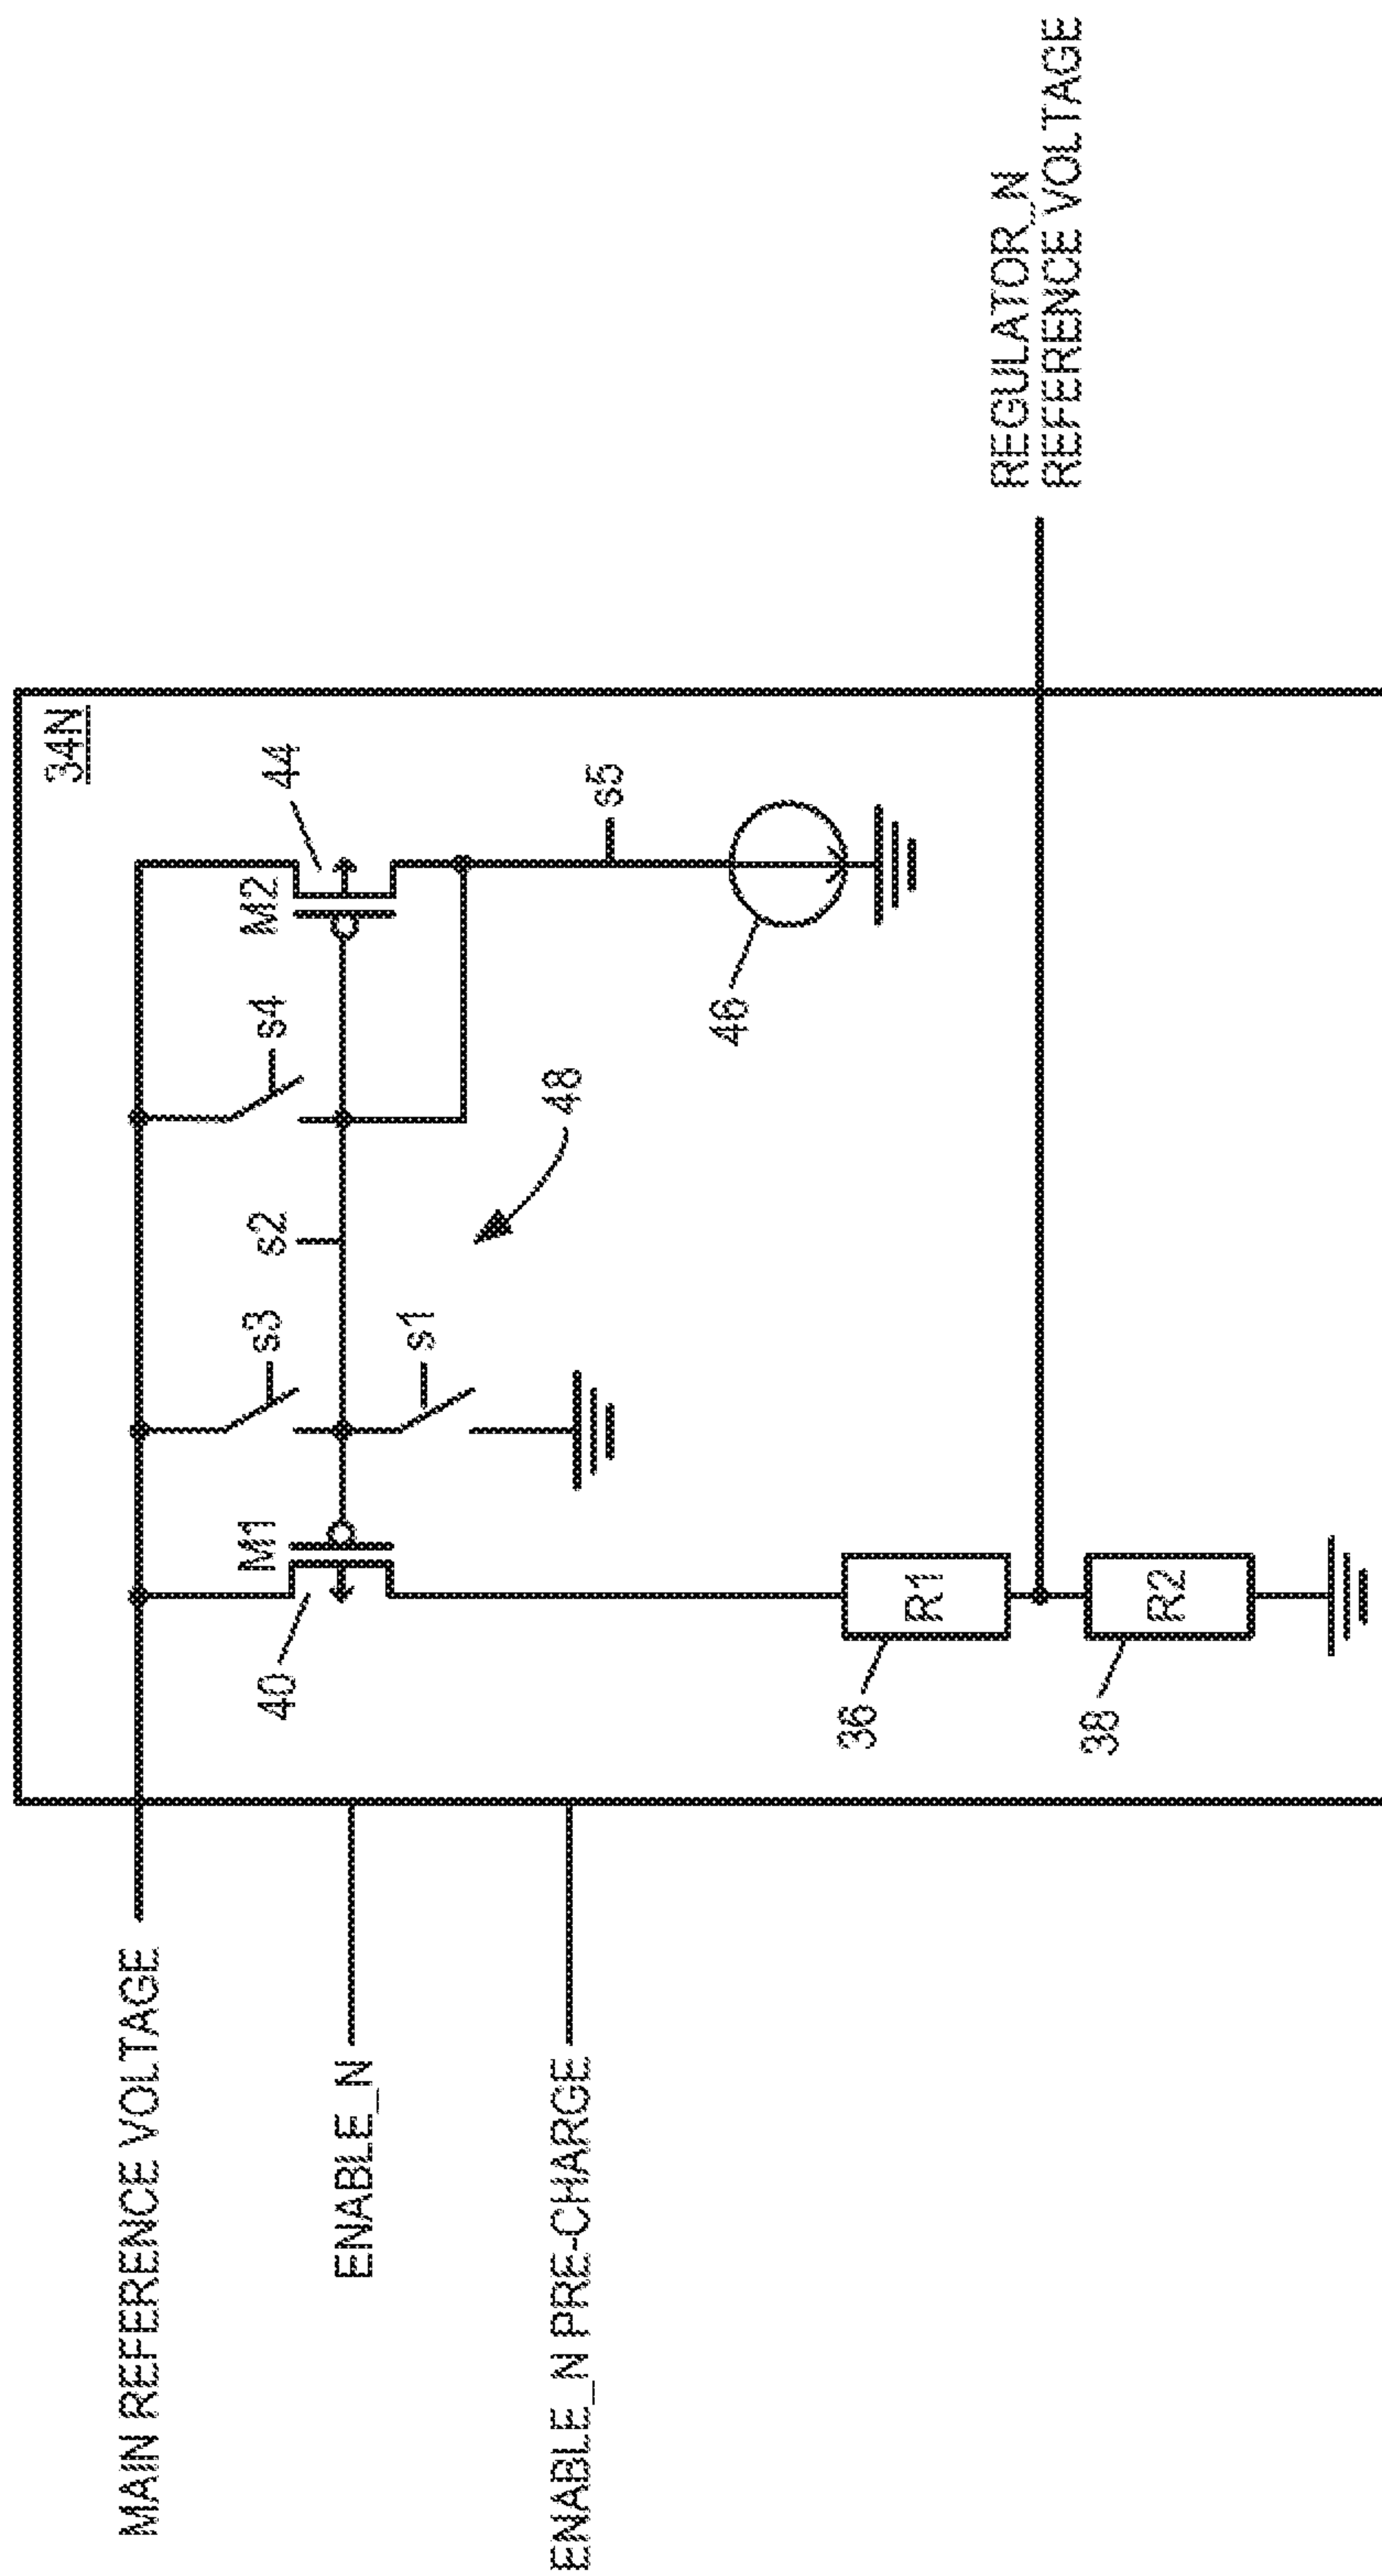 34N
MAIN REFERENCE VOLTAGE
ENABLE_N
ENABLE_N PRE-CHARGE
40
M1
s3
s1
s2
s4
M2
44
48
s5
46
36
R1
38
R2
REGULATOR_N
REFERENCE VOLTAGE